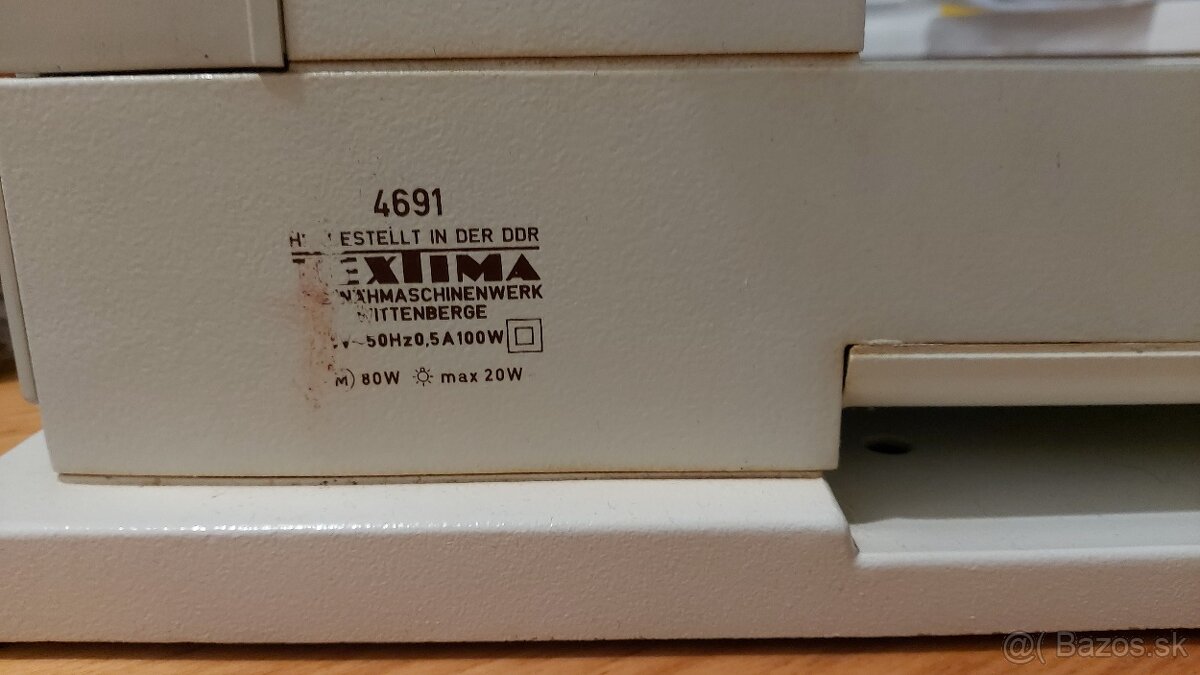 4691
IN DER DDR
TEXTIMA
NÄHMASCHINENWERK
WITTENBERGE
50Hz0,5A100W
80W max 20W
@( Bazos.sk